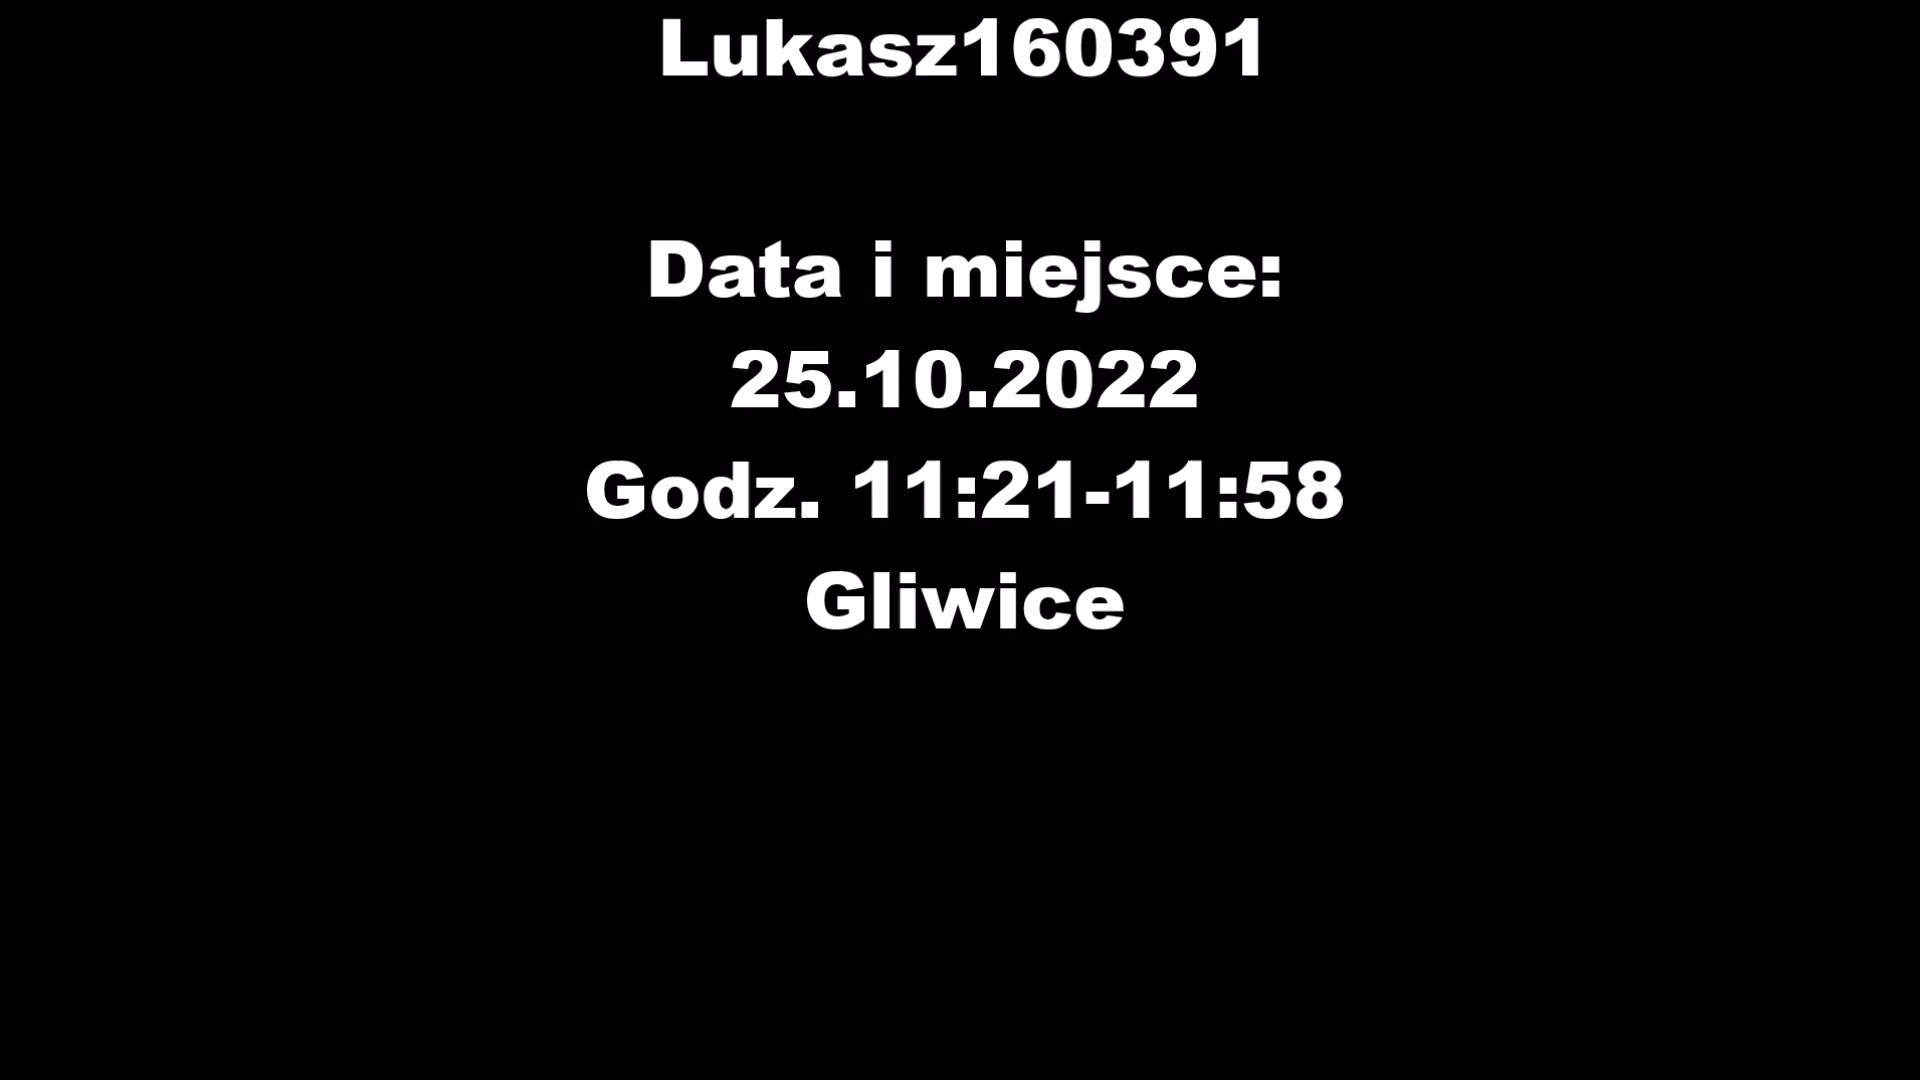 Lukasz160391
Data i miejsce:
25.10.2022
Godz. 11:21-11:58
Gliwice